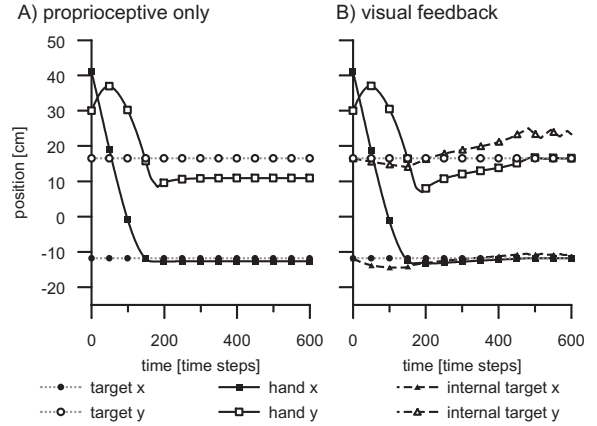 A) proprioceptive only
B) visual feedback
position [cm]
50
40
30
20
10
0
-10
-20
0
200
400
600
0
200
400
600
time [time steps]
time [time steps]
target x
hand x
internal target x
target y
hand y
internal target y